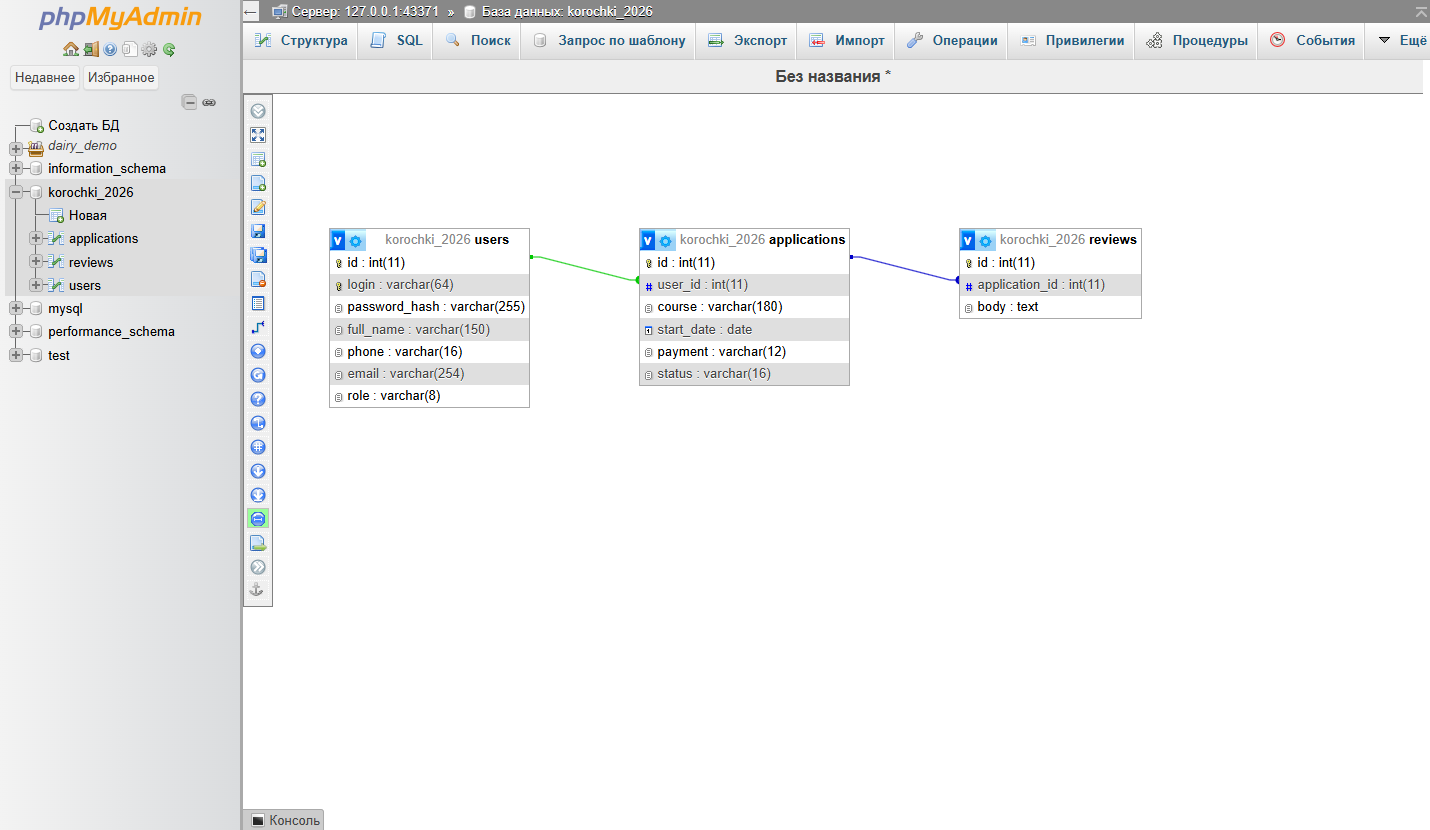 phpMyAdmin
Недавнее Избранное
Создать БД
dairy_demo
information_schema
korochki_2026
Новая
applications
reviews
users
mysql
performance_schema
test
Сервер: 127.0.0.1:43371 » База данных: korochki_2026
Структура SQL Поиск Запрос по шаблону Экспорт Импорт Операции Привилегии Процедуры События Ещё
Без названия *
v korochki_2026 users
id : int(11)
login : varchar(64)
password_hash : varchar(255)
full_name : varchar(150)
phone : varchar(16)
email : varchar(254)
role : varchar(8)
v korochki_2026 applications
id : int(11)
# user_id : int(11)
course : varchar(180)
start_date : date
payment : varchar(12)
status : varchar(16)
v korochki_2026 reviews
id : int(11)
# application_id : int(11)
body : text
Консоль